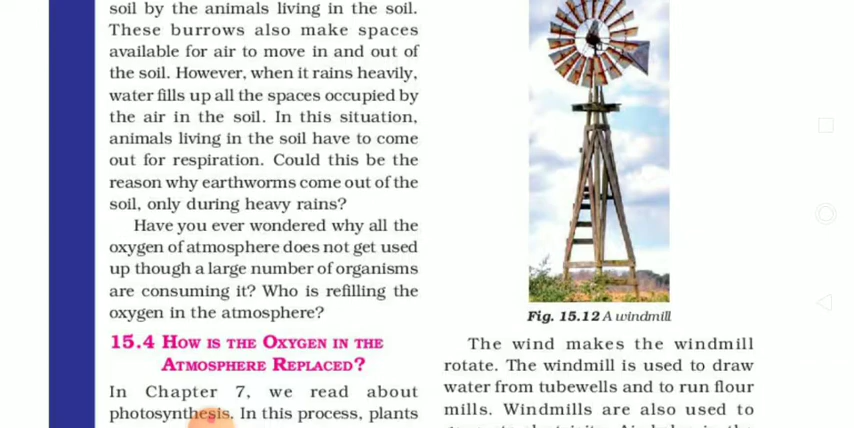 soil by the animals living in the soil.
These burrows also make spaces
available for air to move in and out of
the soil. However, when it rains heavily,
water fills up all the spaces occupied by
the air in the soil. In this situation,
animals living in the soil have to come
out for respiration. Could this be the
reason why earthworms come out of the
soil, only during heavy rains?
Have you ever wondered why all the
oxygen of atmosphere does not get used
up though a large number of organisms
are consuming it? Who is refilling the
oxygen in the atmosphere?
15.4 HOW IS THE OXYGEN IN THE
ATMOSPHERE REPLACED?
In Chapter 7, we read about
photosynthesis. In this process, plants
Fig. 15.12 A windmill
The wind makes the windmill
rotate. The windmill is used to draw
water from tubewells and to run flour
mills. Windmills are also used to